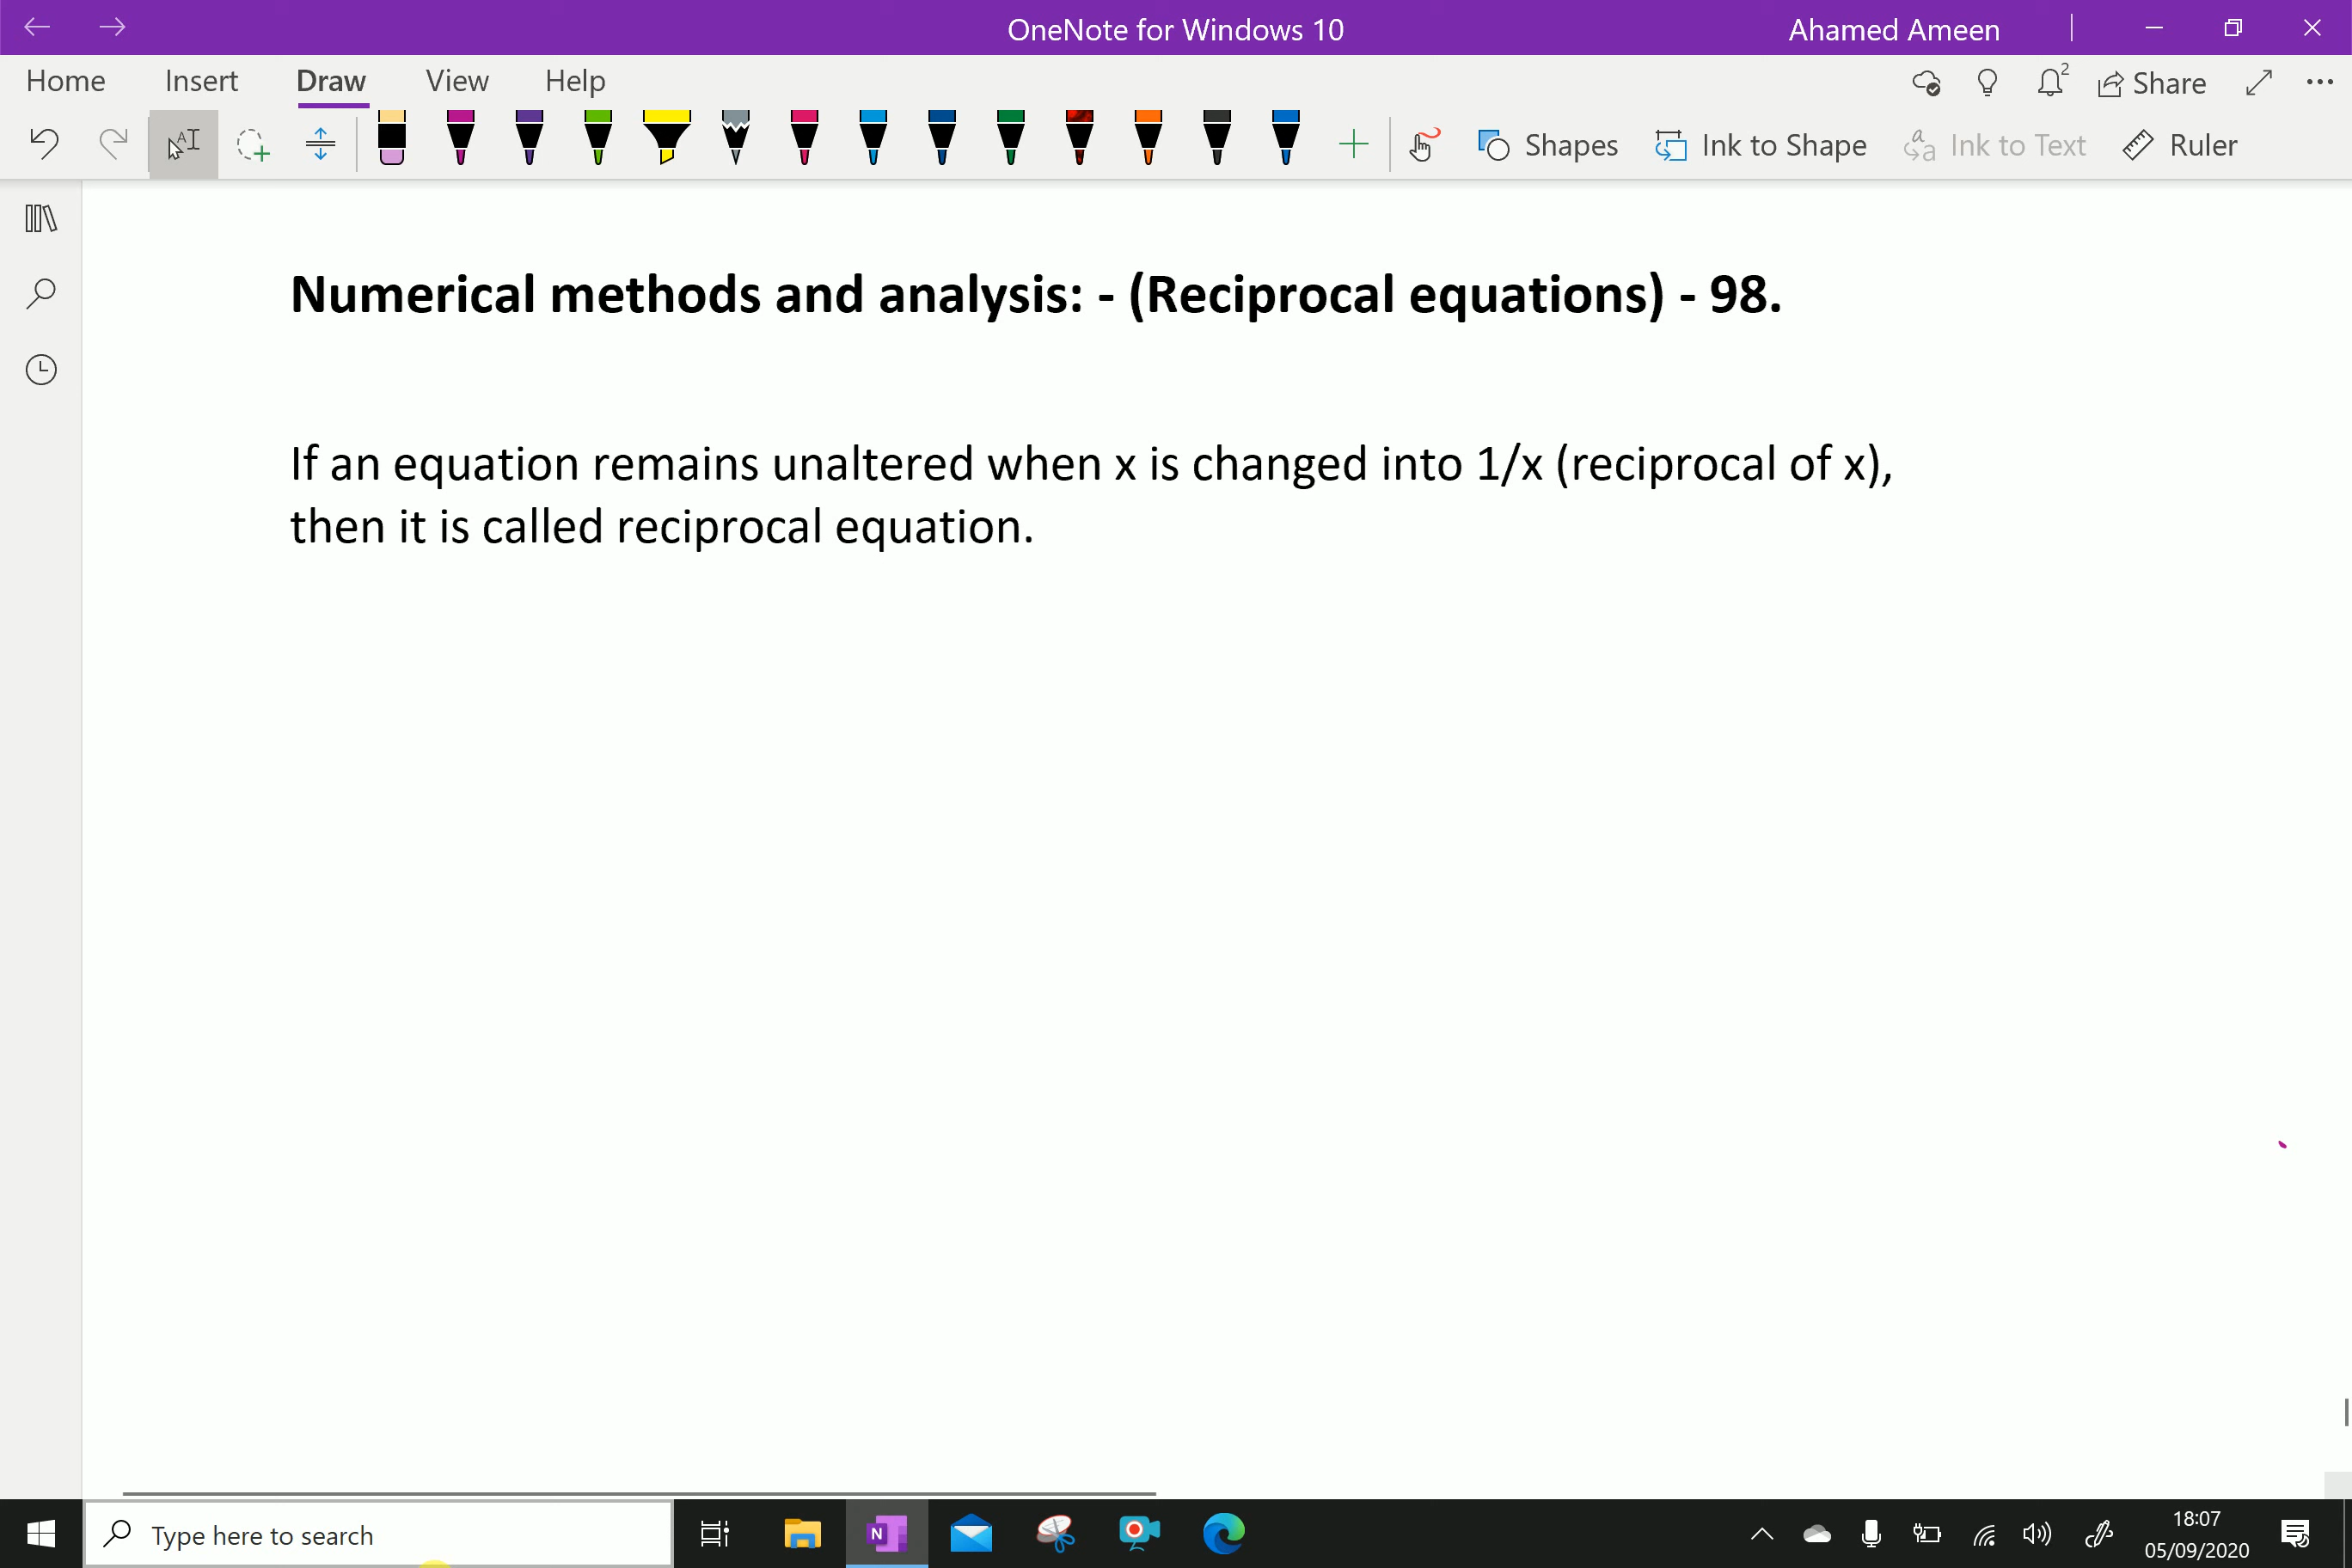 OneNote for Windows 10
Ahamed Ameen
Home Insert Draw View Help
2 Share
Shapes Ink to Shape Ink to Text Ruler
Numerical methods and analysis: - (Reciprocal equations) - 98.
If an equation remains unaltered when x is changed into 1/x (reciprocal of x),
then it is called reciprocal equation.
Type here to search
18:07
05/09/2020